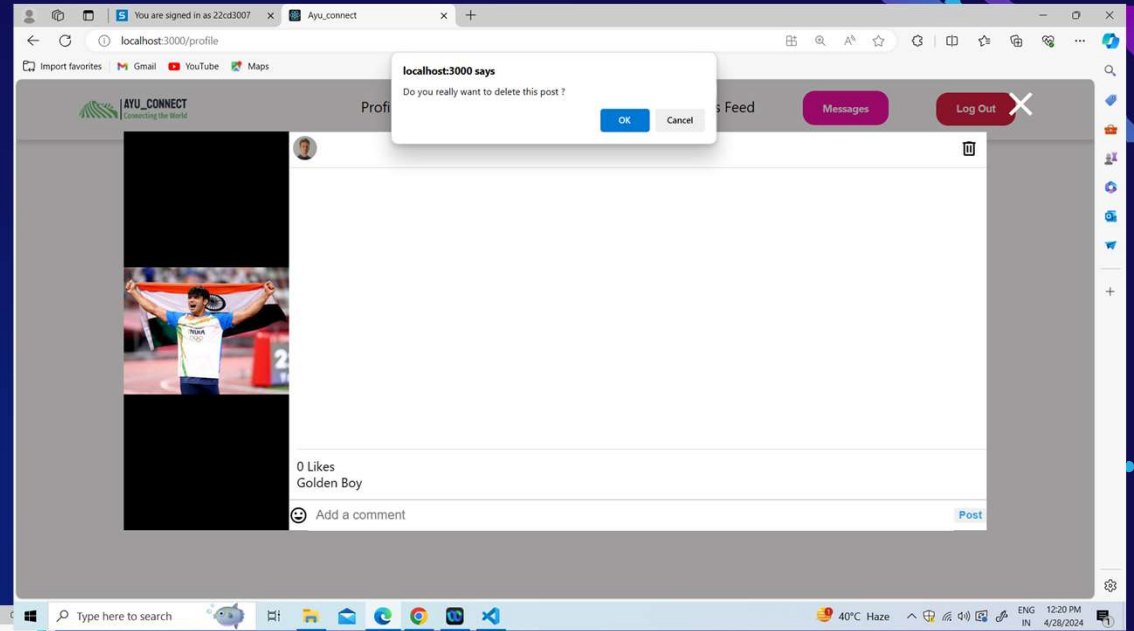 You are signed in as 22cd3007
Ayu_connect
localhost:3000/profile
Import favorites
Gmail
YouTube
Maps
localhost:3000 says
Do you really want to delete this post ?
OK
Cancel
AYU_CONNECT
Connecting the World
Profi
s Feed
Messages
Log Out
INDIA
2
0 Likes
Golden Boy
Add a comment
Post
Type here to search
40°C Haze
ENG
IN
12:20 PM
4/28/2024